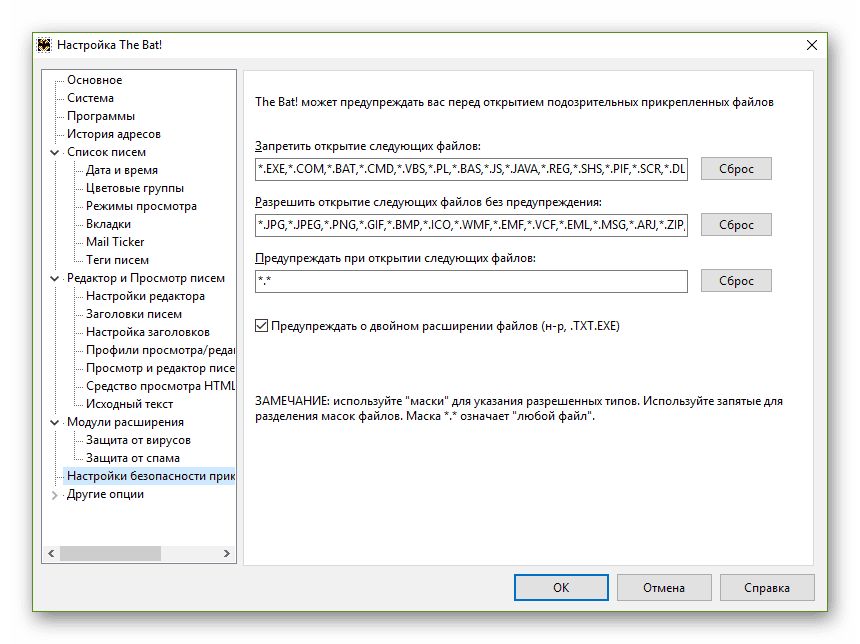 Настройка The Bat!
Основное
Система
Программы
История адресов
Список писем
Дата и время
Цветовые группы
Режимы просмотра
Вкладки
Mail Ticker
Теги писем
Редактор и Просмотр писем
Настройки редактора
Заголовки писем
Настройка заголовков
Профили просмотра/реда
Просмотр и редактор писе
Средство просмотра HTML
Исходный текст
Модули расширения
Защита от вирусов
Защита от спама
Настройки безопасности прик
Другие опции
The Bat! может предупреждать вас перед открытием подозрительных прикрепленных файлов
Запретить открытие следующих файлов:
*.EXE,*.COM,*.BAT,*.CMD,*.VBS,*.PL,*.BAS,*.JS,*.JAVA,*.REG,*.SHS,*.PIF,*.SCR,*.DL
Сброс
Разрешить открытие следующих файлов без предупреждения:
*.JPG,*.JPEG,*.PNG,*.GIF,*.BMP,*.ICO,*.WMF,*.EMF,*.VCF,*.EML,*.MSG,*.ARJ,*.ZIP,
Сброс
Предупреждать при открытии следующих файлов:
*.*
Сброс
Предупреждать о двойном расширении файлов (н-р, .TXT.EXE)
ЗАМЕЧАНИЕ: используйте "маски" для указания разрешенных типов. Используйте запятые для
разделения масок файлов. Маска *.* означает "любой файл".
OK
Отмена
Справка